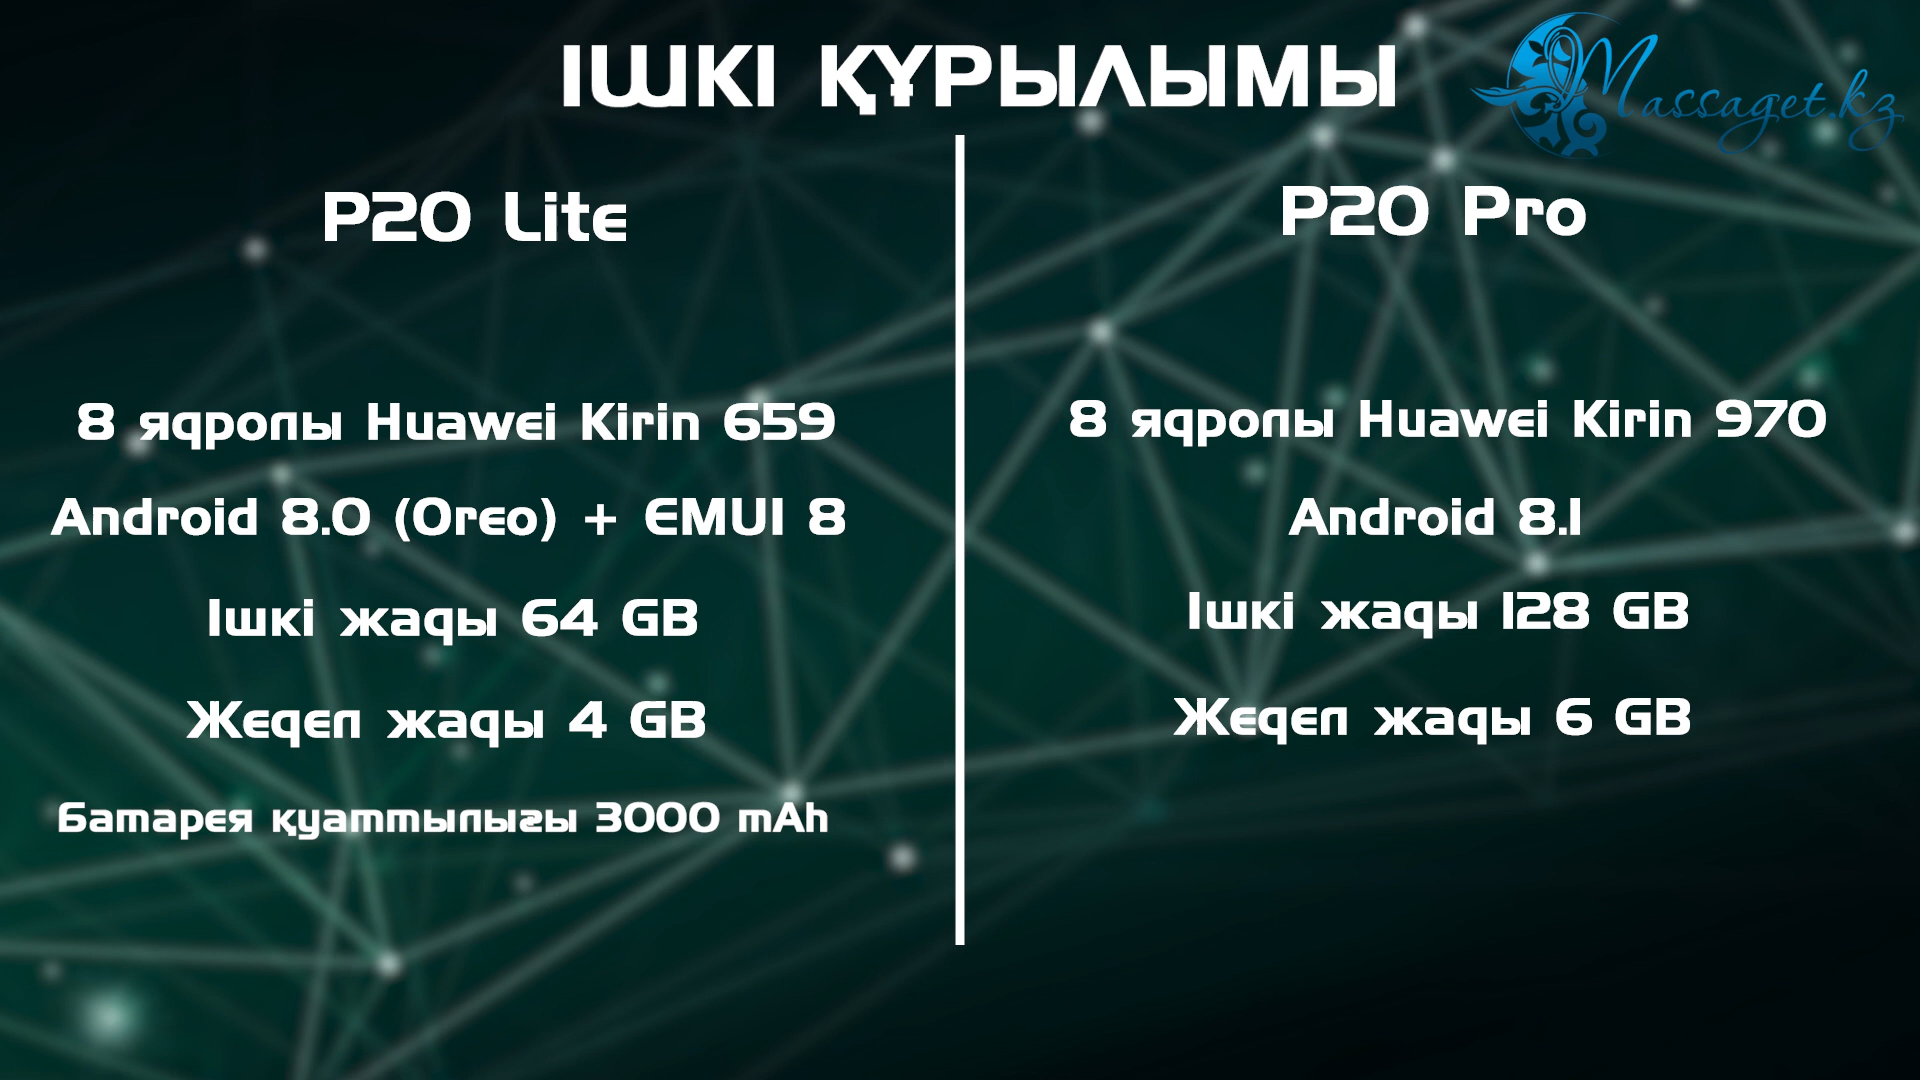 ІШКІ ҚҰРЫЛЫМЫ
Massaget.kz
P20 Lite
8 ядролы Huawei Kirin 659
Android 8.0 (Oreo) + EMUI 8
Ішкі жады 64 GB
Жедел жады 4 GB
Батарея қуаттылығы 3000 mAh
P20 Pro
8 ядролы Huawei Kirin 970
Android 8.1
Ішкі жады 128 GB
Жедел жады 6 GB